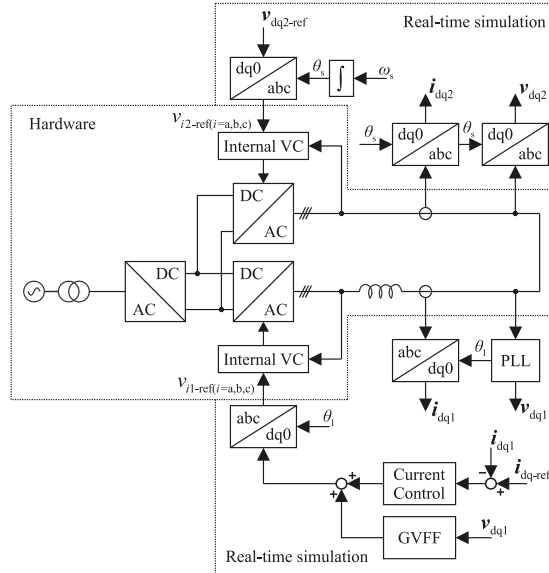 v_dq2-ref
Real-time simulation
dq0
abc
θ_s
∫
ω_s
i_dq2
v_dq2
v_i2-ref(i=a,b,c)
Hardware
Internal VC
θ_s
dq0
abc
θ_s
dq0
abc
DC
AC
DC
AC
DC
AC
Internal VC
v_i1-ref(i=a,b,c)
abc
dq0
θ_1
PLL
i_dq1
v_dq1
abc
dq0
θ_1
i_dq1
Current
Control
i_dq-ref
GVFF
v_dq1
+
+
−
+
Real-time simulation